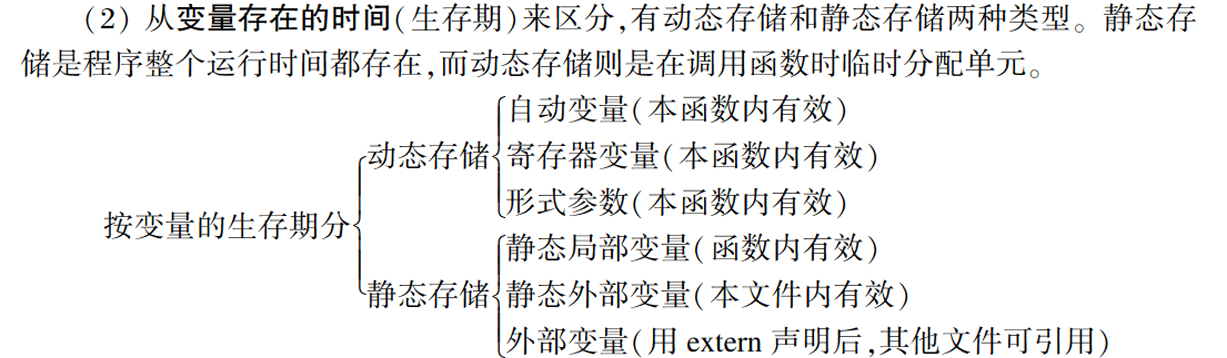 (2) 从变量存在的时间(生存期)来区分,有动态存储和静态存储两种类型。静态存
储是程序整个运行时间都存在,而动态存储则是在调用函数时临时分配单元。
自动变量(本函数内有效)
动态存储
寄存器变量(本函数内有效)
形式参数(本函数内有效)
按变量的生存期分
静态局部变量(函数内有效)
静态存储
静态外部变量(本文件内有效)
外部变量(用 extern 声明后,其他文件可引用)